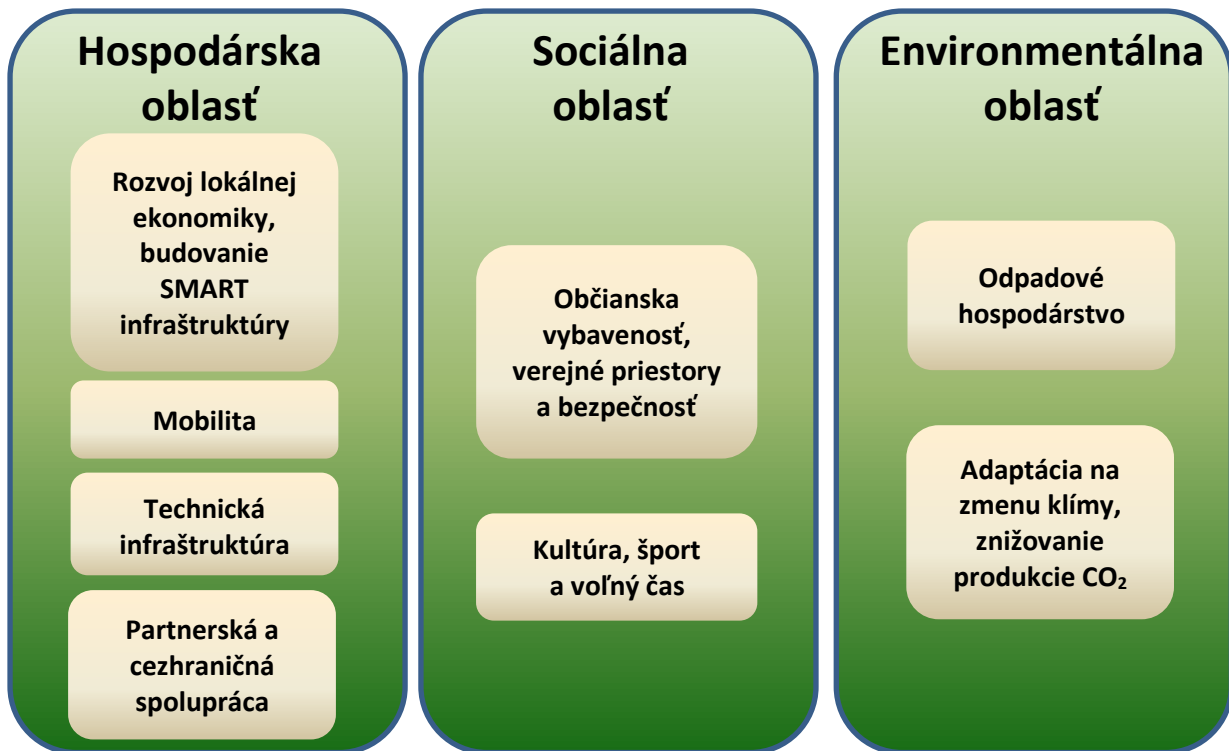 Hospodárska
oblasť
Rozvoj lokálnej
ekonomiky,
budovanie
SMART
infraštruktúry
Mobilita
Technická
infraštruktúra
Partnerská a
cezhraničná
spolupráca
Sociálna
oblasť
Občianska
vybavenosť,
verejné priestory
a bezpečnosť
Kultúra, šport
a voľný čas
Environmentálna
oblasť
Odpadové
hospodárstvo
Adaptácia na
zmenu klímy,
znižovanie
produkcie CO₂